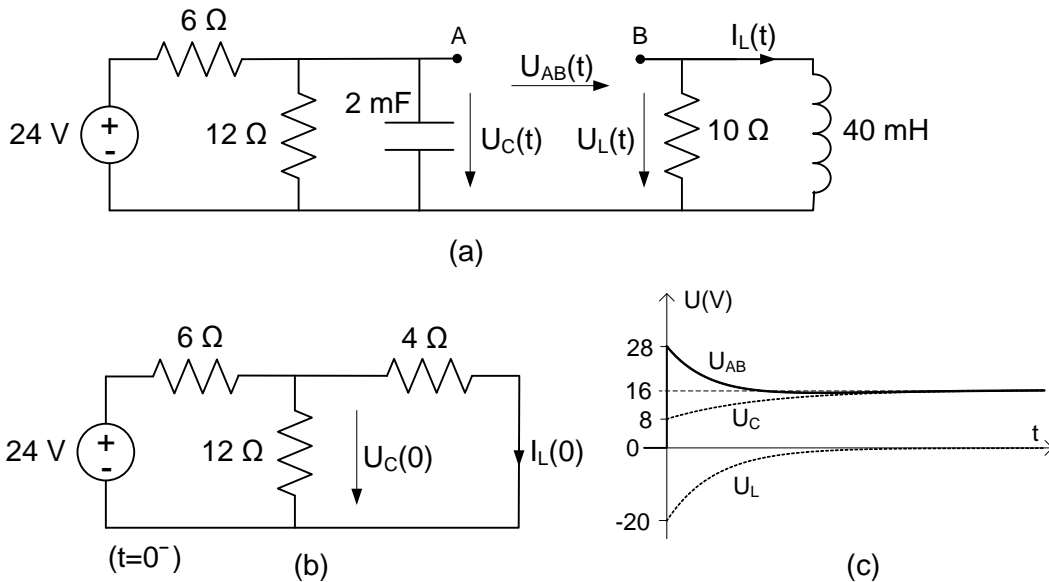 6 Ω
A
B
I_L(t)
U_AB(t)
24 V
+
-
12 Ω
2 mF
U_C(t)
U_L(t)
10 Ω
40 mH
(a)
6 Ω
4 Ω
24 V
+
-
12 Ω
U_C(0)
I_L(0)
(t=0⁻)
(b)
U(V)
28
U_AB
16
8
U_C
t
0
U_L
-20
(c)